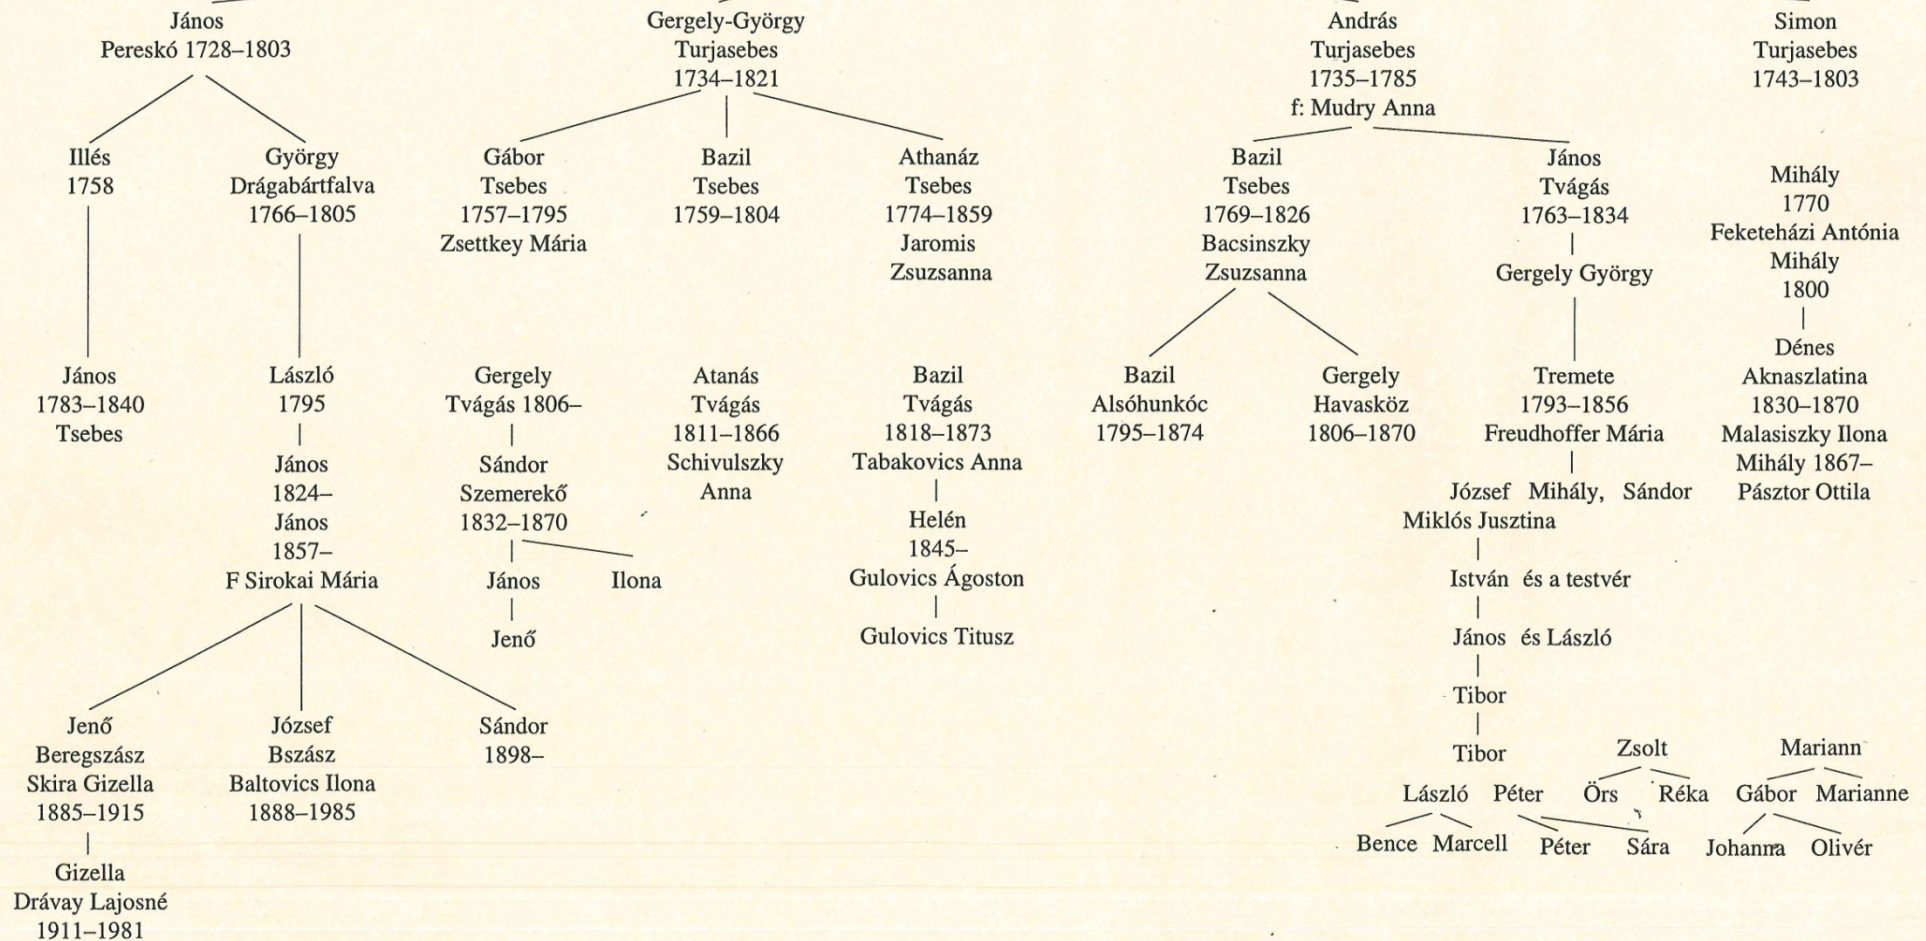 János
Pereskó 1728–1803
Gergely-György
Turjasebes
1734–1821
András
Turjasebes
1735–1785
f: Mudry Anna
Simon
Turjasebes
1743–1803
Illés
1758
György
Drágabártfalva
1766–1805
Gábor
Tsebes
1757–1795
Zsettkey Mária
Bazil
Tsebes
1759–1804
Athanáz
Tsebes
1774–1859
Jaromis
Zsuzsanna
Bazil
Tsebes
1769–1826
Bacsinszky
Zsuzsanna
János
Tvágás
1763–1834
Gergely György
Mihály
1770
Feketeházi Antónia
Mihály
1800
Dénes
Aknaszlatina
1830–1870
Malasiszky Ilona
Mihály 1867–
Pásztor Ottila
János
1783–1840
Tsebes
László
1795
János
1824–
János
1857–
F Sirokai Mária
Gergely
Tvágás 1806–
Sándor
Szemerekő
1832–1870
János Ilona
Jenő
Atanás
Tvágás
1811–1866
Schivulszky
Anna
Bazil
Tvágás
1818–1873
Tabakovics Anna
Helén
1845–
Gulovics Ágoston
Gulovics Titusz
Bazil
Alsóhunkóc
1795–1874
Gergely
Havasköz
1806–1870
Tremete
1793–1856
Freudhoffer Mária
József Mihály, Sándor
Miklós Jusztina
István és a testvér
János és László
Tibor
Tibor Zsolt Mariann
László Péter Örs Réka Gábor Marianne
Bence Marcell Péter Sára Johanna Olivér
Jenő
Beregszász
Skira Gizella
1885–1915
József
Bszász
Baltovics Ilona
1888–1985
Sándor
1898–
Gizella
Drávay Lajosné
1911–1981